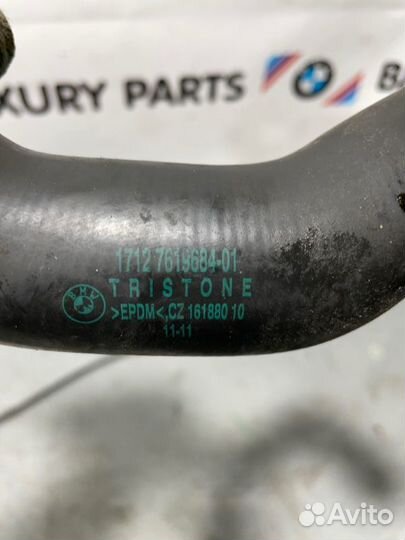 XURY PARTS
BMW
1712 7619684-01
TRISTONE
>EPDM<,CZ 161880 10
11-11
Avito